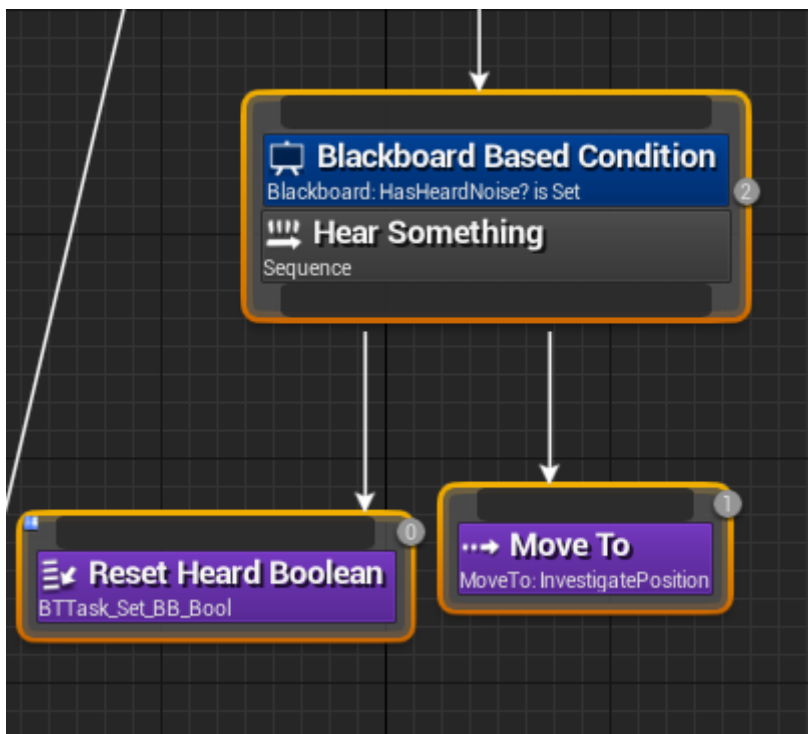 Blackboard Based Condition
Blackboard: HasHeardNoise? is Set
2
Hear Something
Sequence
0
Reset Heard Boolean
BTTask_Set_BB_Bool
1
Move To
MoveTo: InvestigatePosition